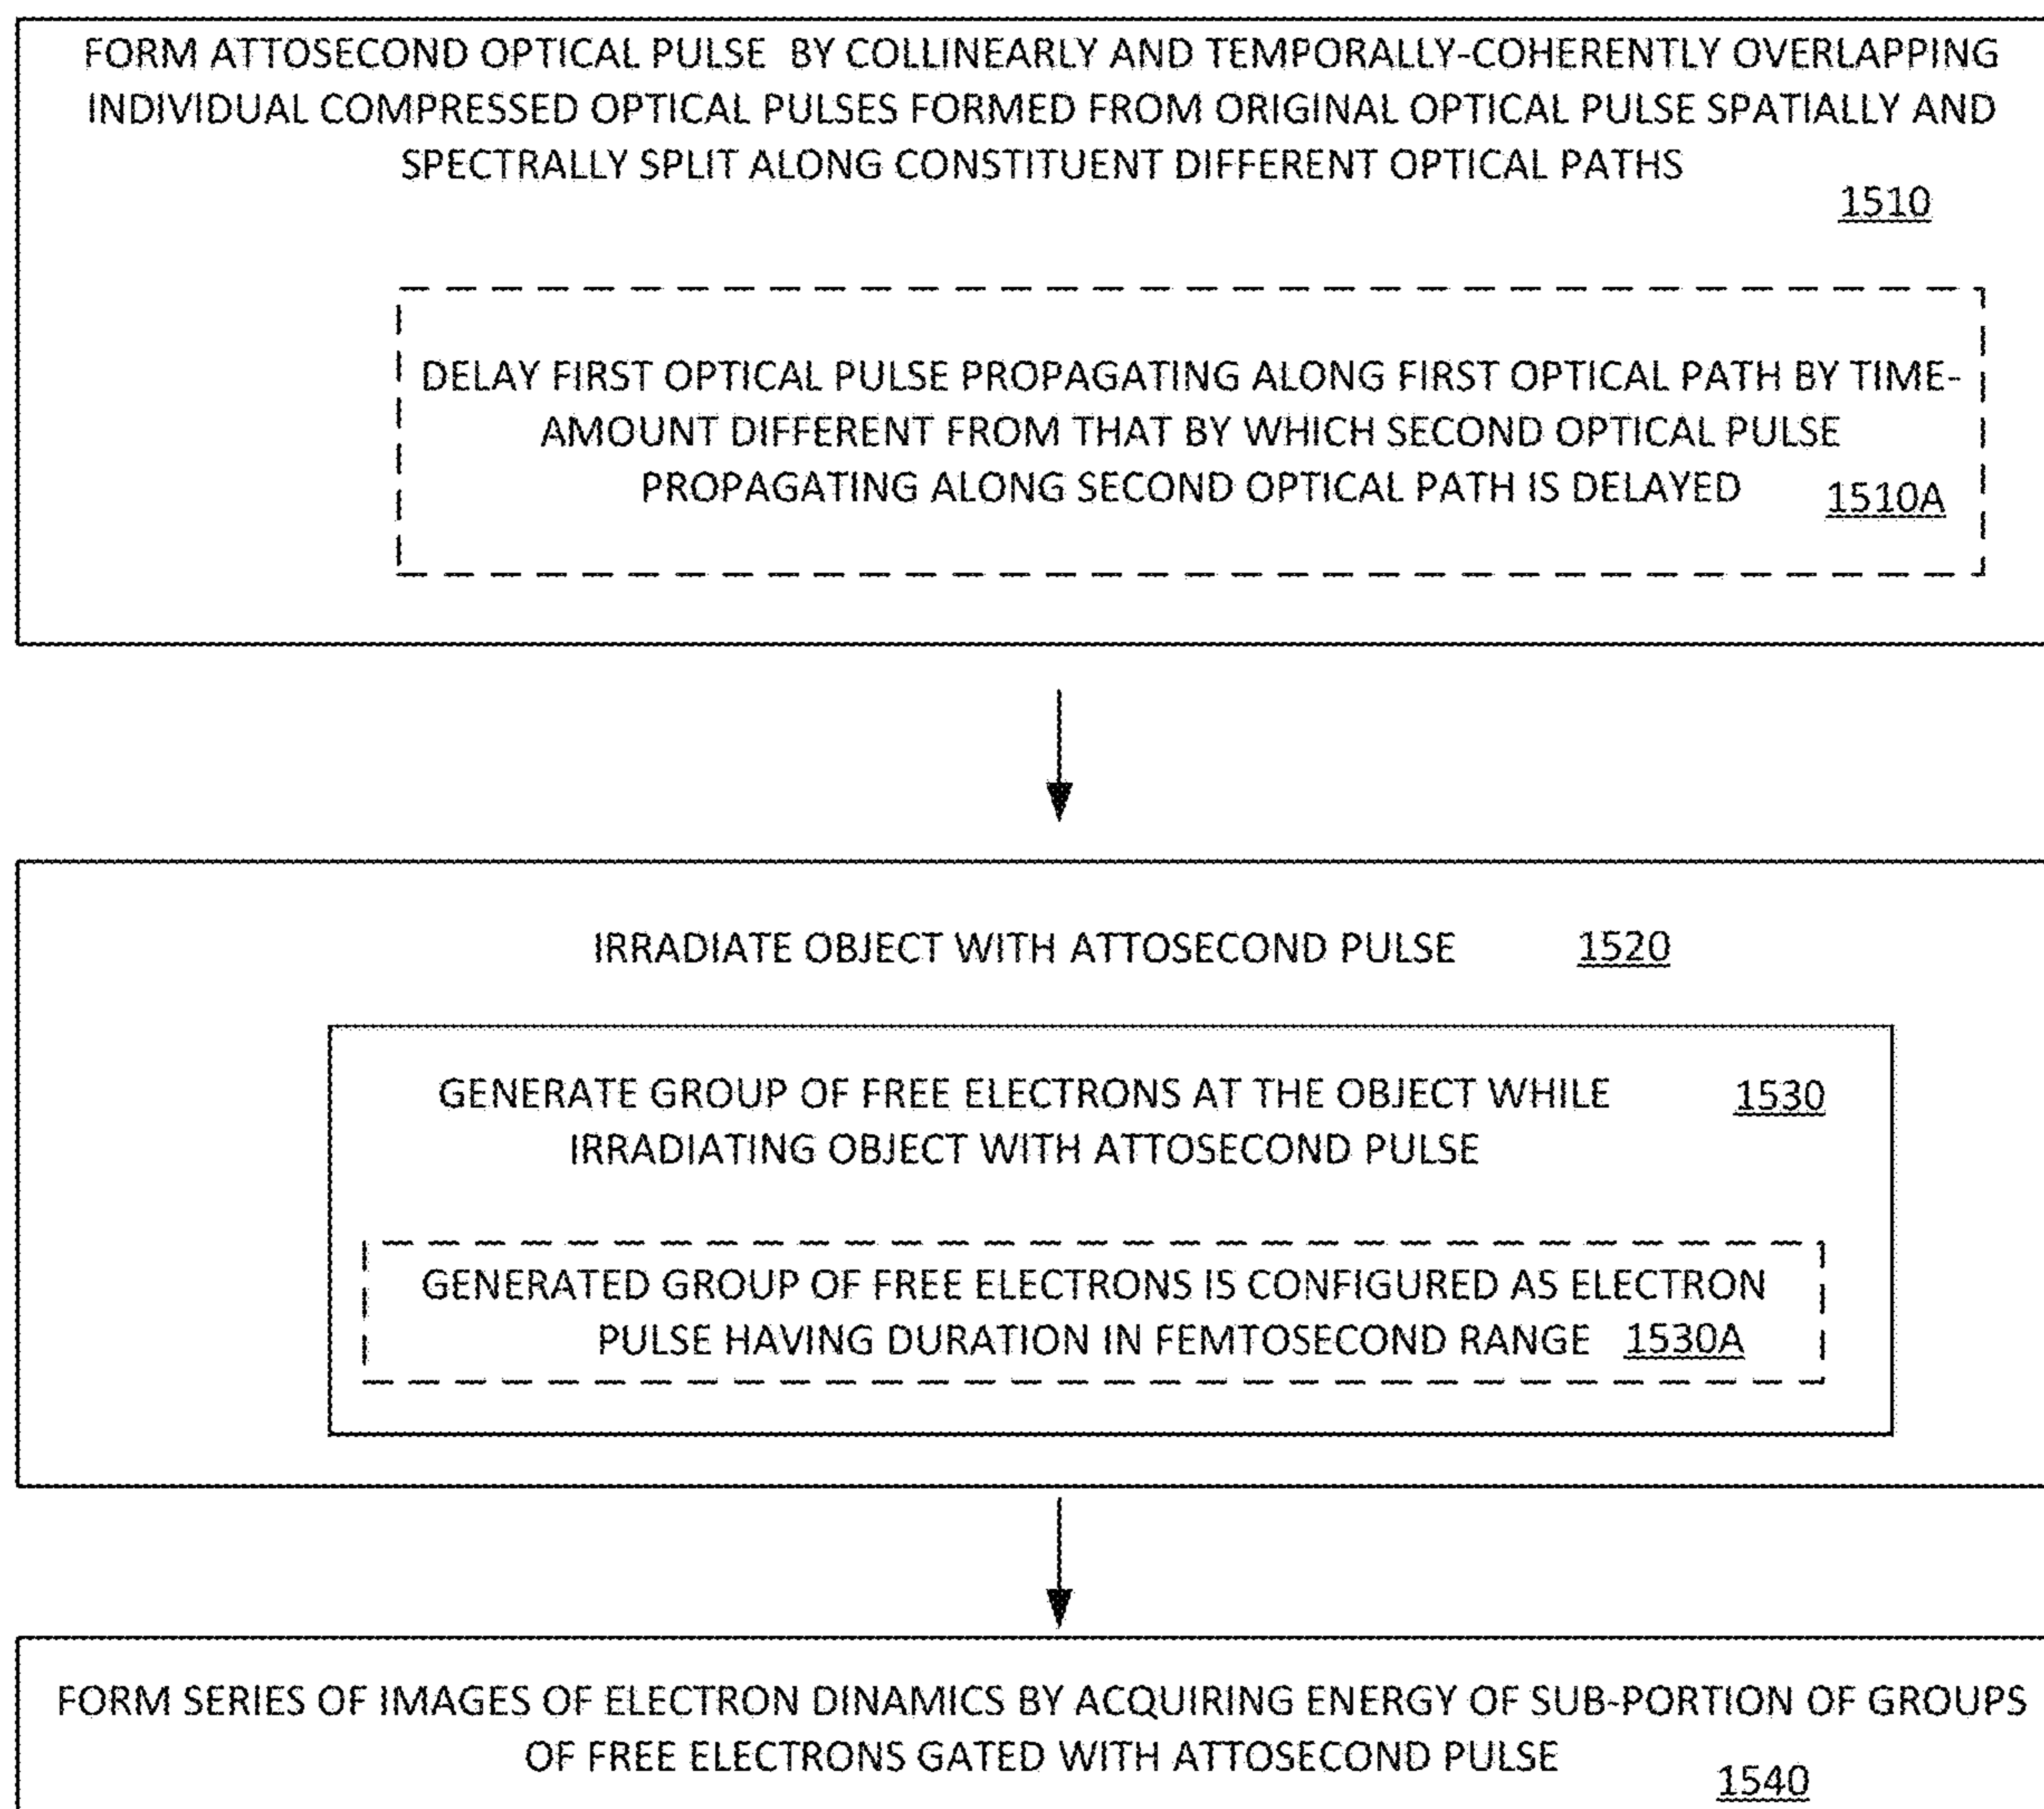 FORM ATTOSECOND OPTICAL PULSE BY COLLINEARLY AND TEMPORALLY-COHERENTLY OVERLAPPING
INDIVIDUAL COMPRESSED OPTICAL PULSES FORMED FROM ORIGINAL OPTICAL PULSE SPATIALLY AND
SPECTRALLY SPLIT ALONG CONSTITUENT DIFFERENT OPTICAL PATHS
1510
DELAY FIRST OPTICAL PULSE PROPAGATING ALONG FIRST OPTICAL PATH BY TIME-
AMOUNT DIFFERENT FROM THAT BY WHICH SECOND OPTICAL PULSE
PROPAGATING ALONG SECOND OPTICAL PATH IS DELAYED 1510A
IRRADIATE OBJECT WITH ATTOSECOND PULSE 1520
GENERATE GROUP OF FREE ELECTRONS AT THE OBJECT WHILE 1530
IRRADIATING OBJECT WITH ATTOSECOND PULSE
GENERATED GROUP OF FREE ELECTRONS IS CONFIGURED AS ELECTRON
PULSE HAVING DURATION IN FEMTOSECOND RANGE 1530A
FORM SERIES OF IMAGES OF ELECTRON DINAMICS BY ACQUIRING ENERGY OF SUB-PORTION OF GROUPS
OF FREE ELECTRONS GATED WITH ATTOSECOND PULSE
1540